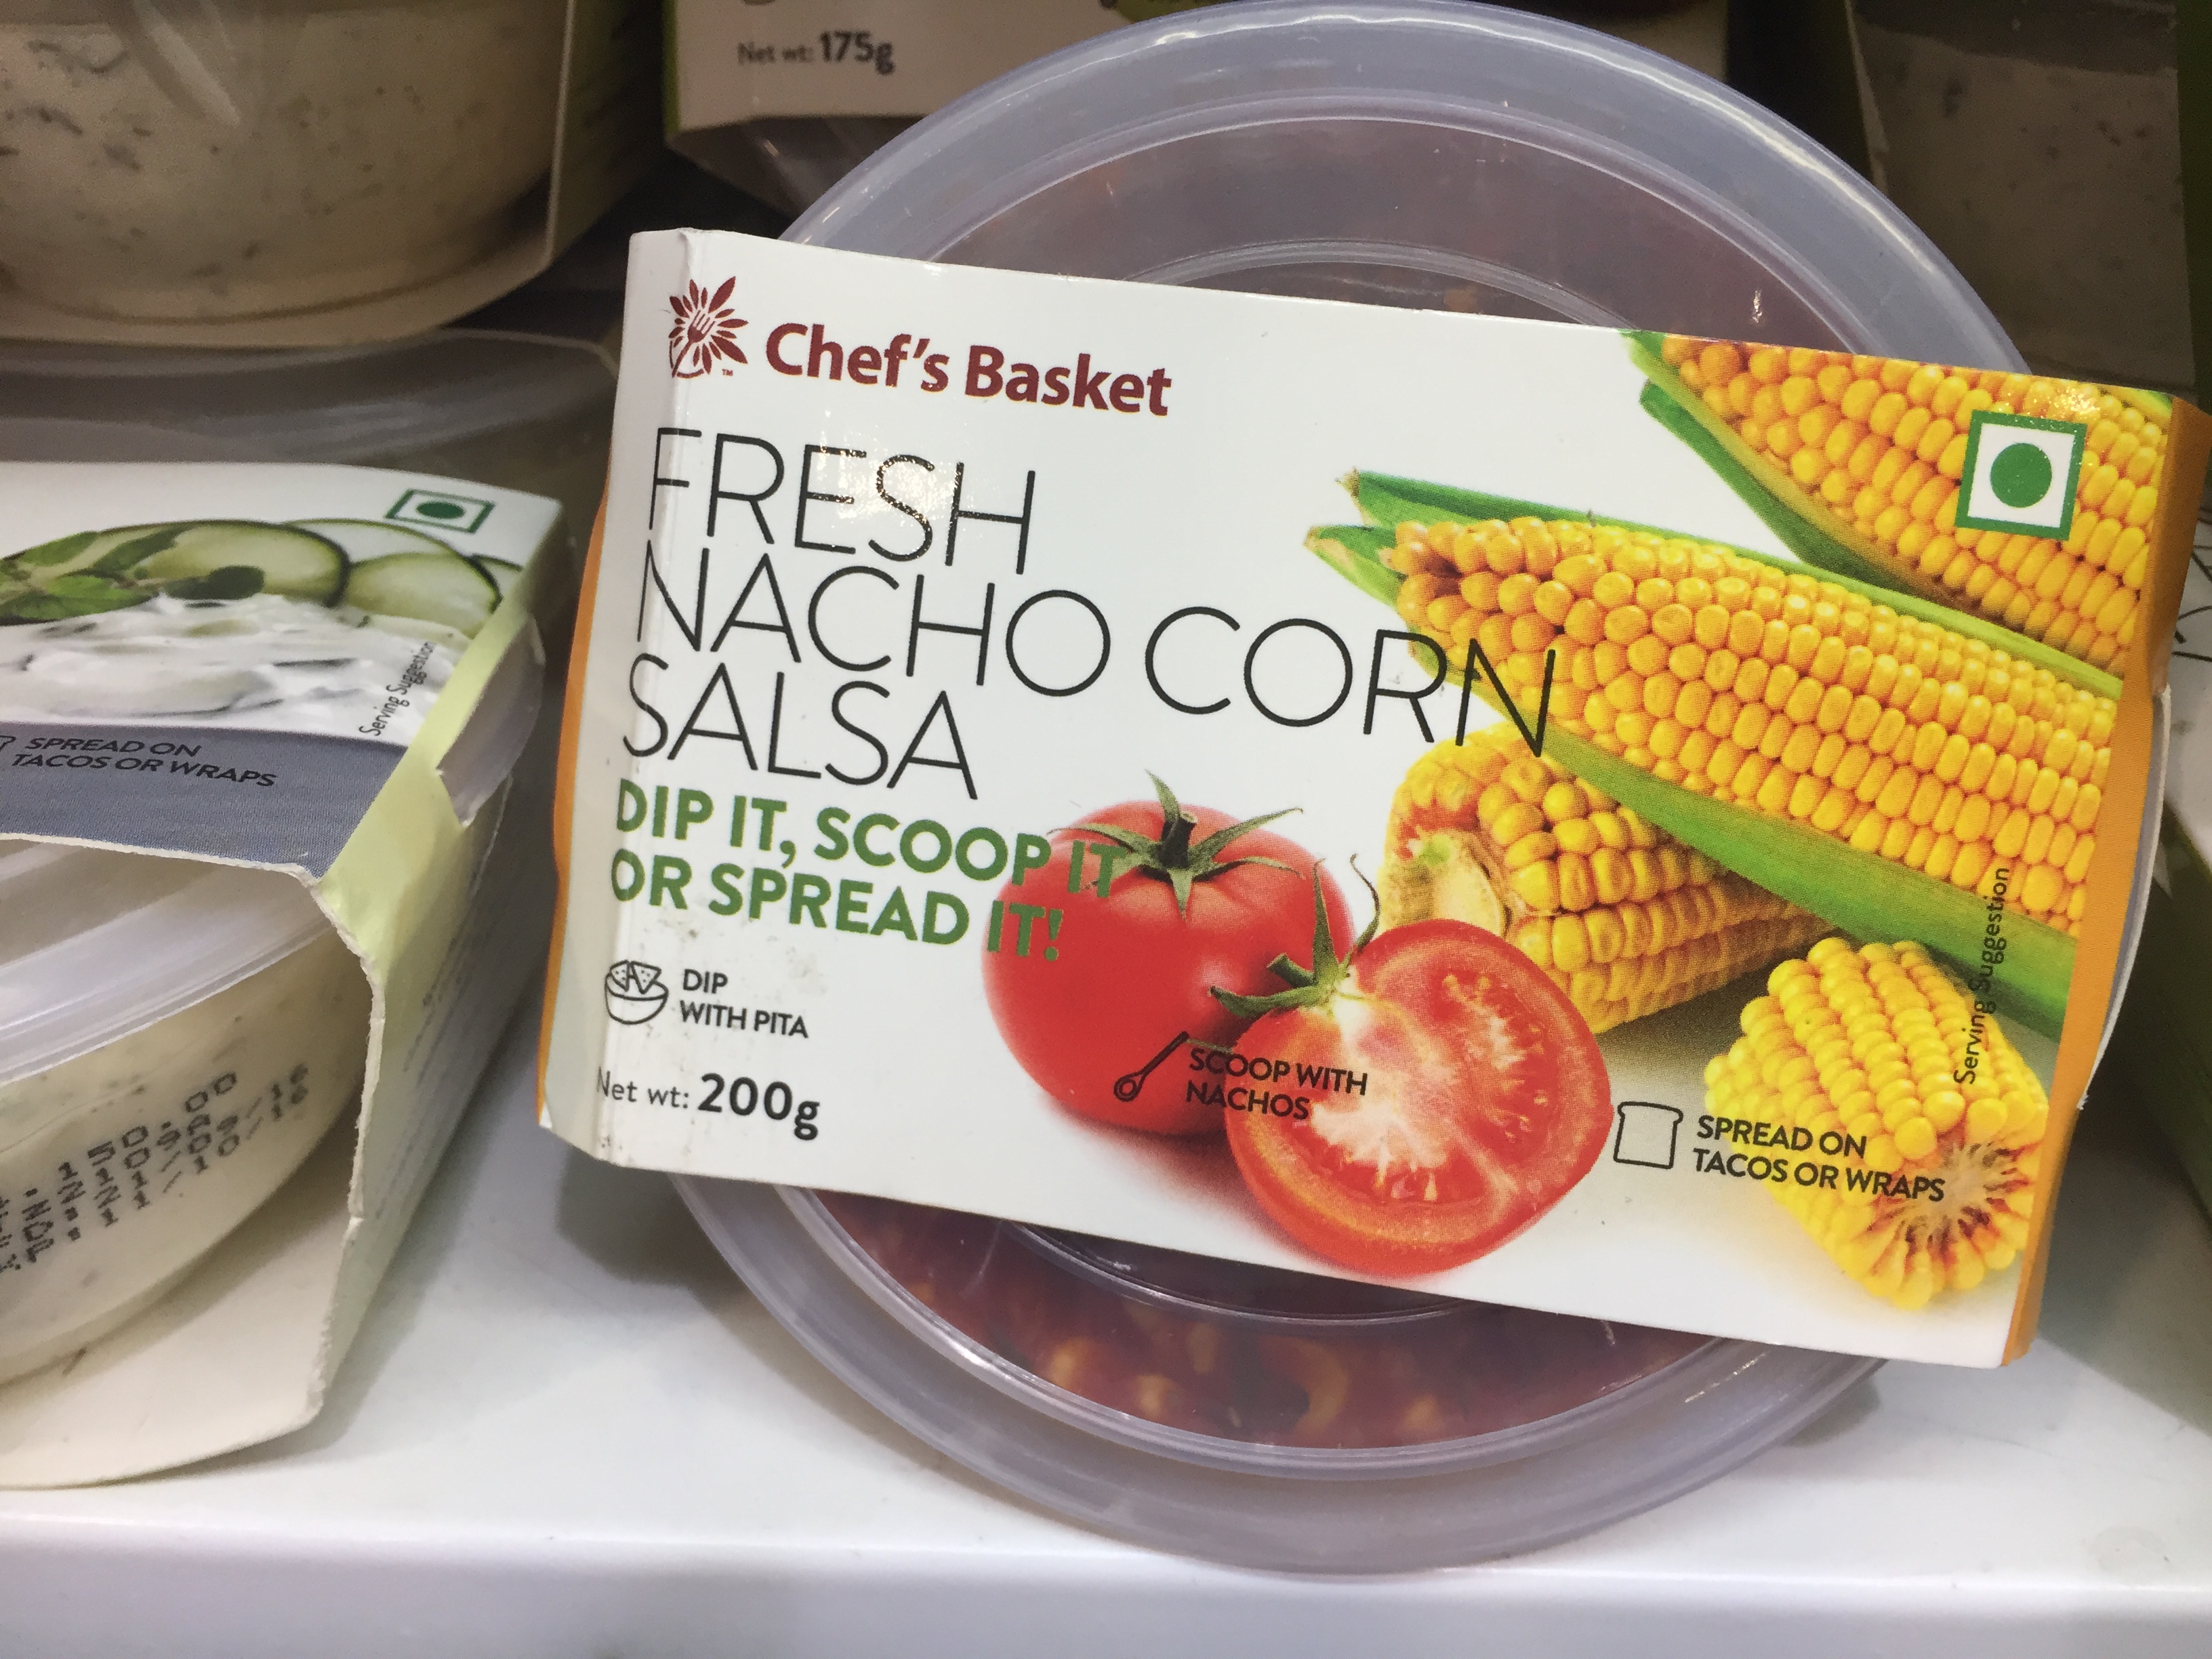 Net wt: 175g
Chef's Basket
TM
FRESH
NACHO CORN
SALSA
DIP IT, SCOOP IT
OR SPREAD IT!
DIP
WITH PITA
SCOOP WITH
NACHOS
SPREAD ON
TACOS OR WRAPS
Net wt: 200g
Serving Suggestion
Serving Suggestion
SPREAD ON
TACOS OR WRAPS